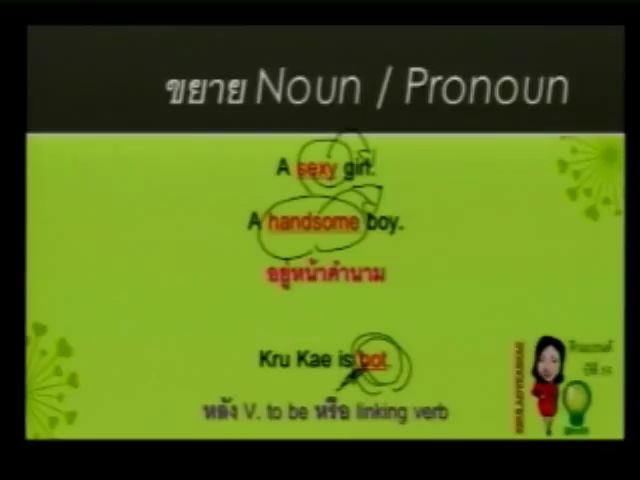 ขยาย Noun / Pronoun
A sexy girl.
A handsome boy.
อยู่หน้าคำนาม
Kru Kae is hot.
หลัง V. to be หรือ linking verb